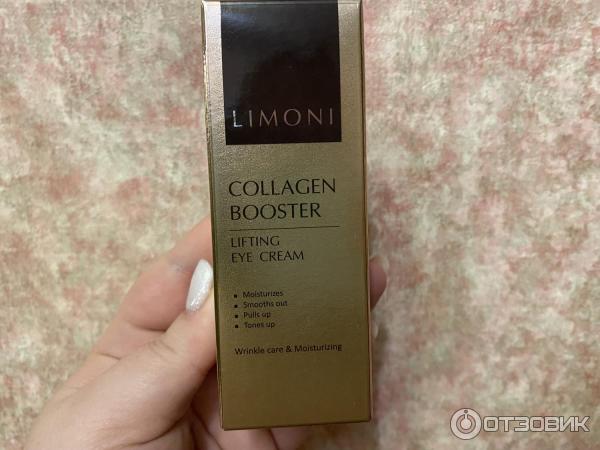 LIMONI
COLLAGEN
BOOSTER
LIFTING
EYE CREAM
Moisturizes
Smooths out
Pulls up
Tones up
Wrinkle care & Moisturizing
ОТЗОВИК